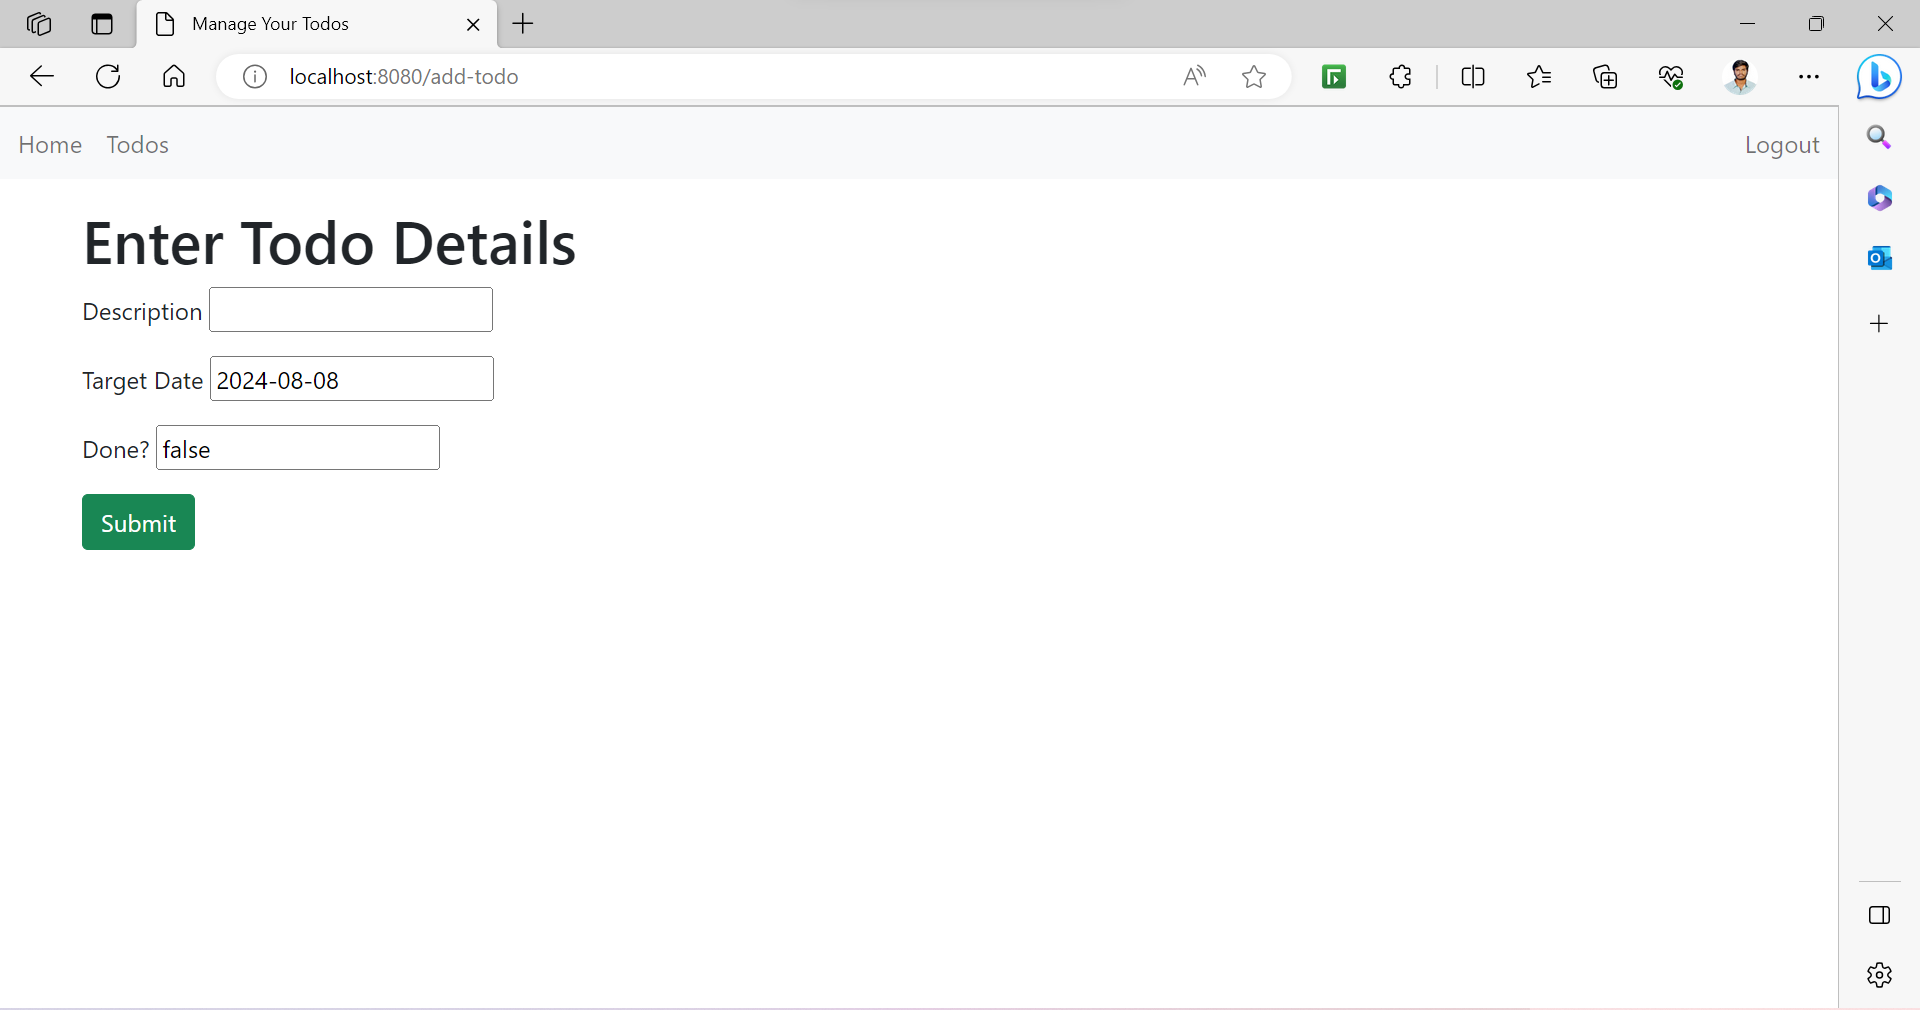 Manage Your Todos
localhost:8080/add-todo
Home Todos Logout
Enter Todo Details
Description
Target Date 2024-08-08
Done? false
Submit